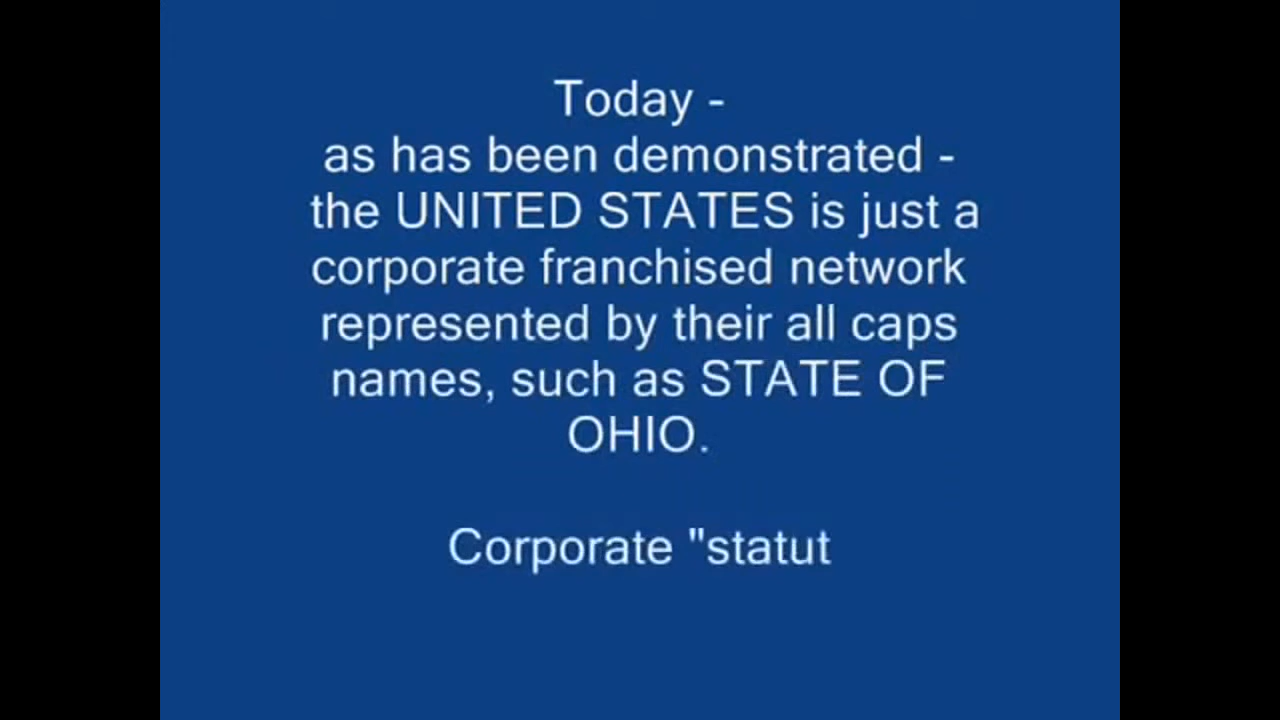 Today -
as has been demonstrated -
the UNITED STATES is just a
corporate franchised network
represented by their all caps
names, such as STATE OF
OHIO.
Corporate "statut